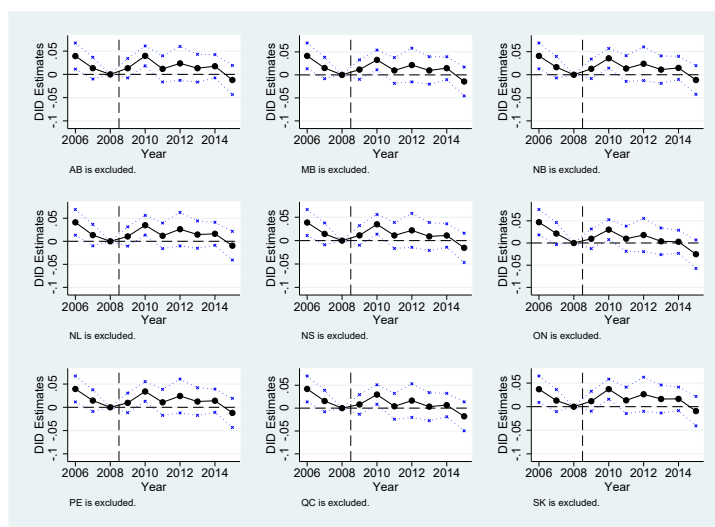 DID Estimates
.05
0
-.05
-.1
2006 2008 2010 2012 2014
Year
AB is excluded.
DID Estimates
.05
0
-.05
-.1
2006 2008 2010 2012 2014
Year
MB is excluded.
DID Estimates
.05
0
-.05
-.1
2006 2008 2010 2012 2014
Year
NB is excluded.
DID Estimates
.05
0
-.05
-.1
2006 2008 2010 2012 2014
Year
NL is excluded.
DID Estimates
.05
0
-.05
-.1
2006 2008 2010 2012 2014
Year
NS is excluded.
DID Estimates
.05
0
-.05
-.1
2006 2008 2010 2012 2014
Year
ON is excluded.
DID Estimates
.05
0
-.05
-.1
2006 2008 2010 2012 2014
Year
PE is excluded.
DID Estimates
.05
0
-.05
-.1
2006 2008 2010 2012 2014
Year
QC is excluded.
DID Estimates
.05
0
-.05
-.1
2006 2008 2010 2012 2014
Year
SK is excluded.